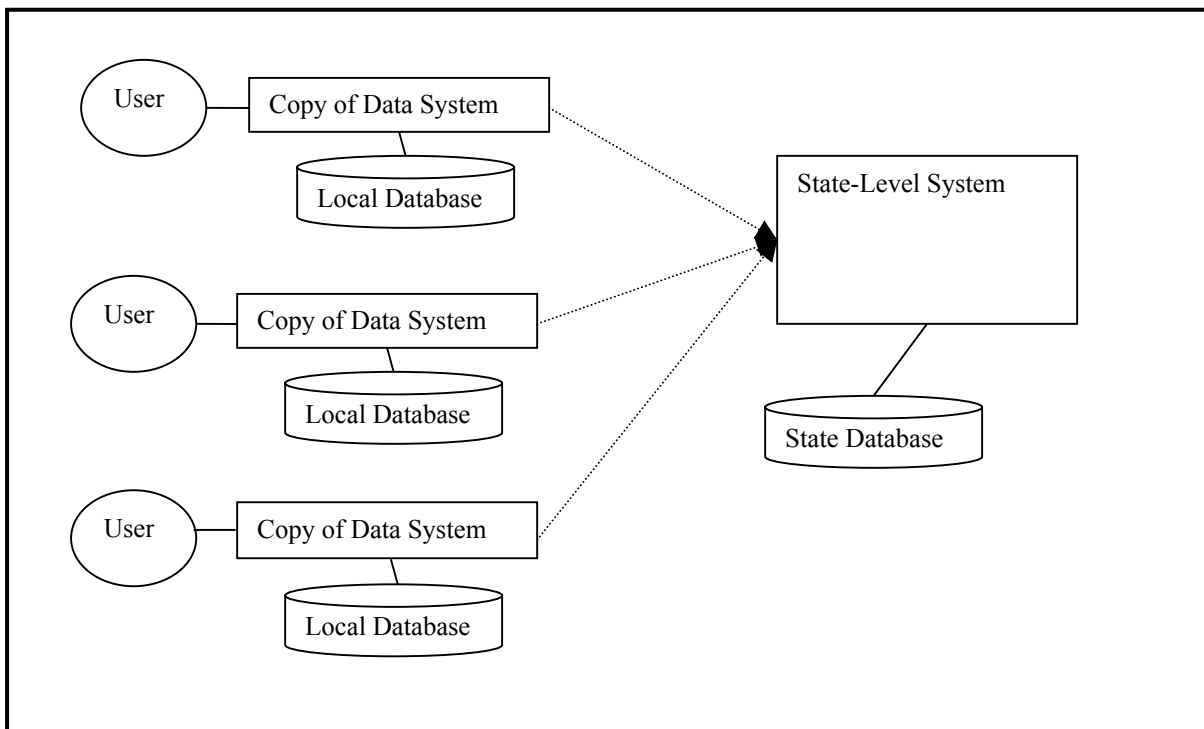 User
Copy of Data System
Local Database
State-Level System
User
Copy of Data System
Local Database
State Database
User
Copy of Data System
Local Database